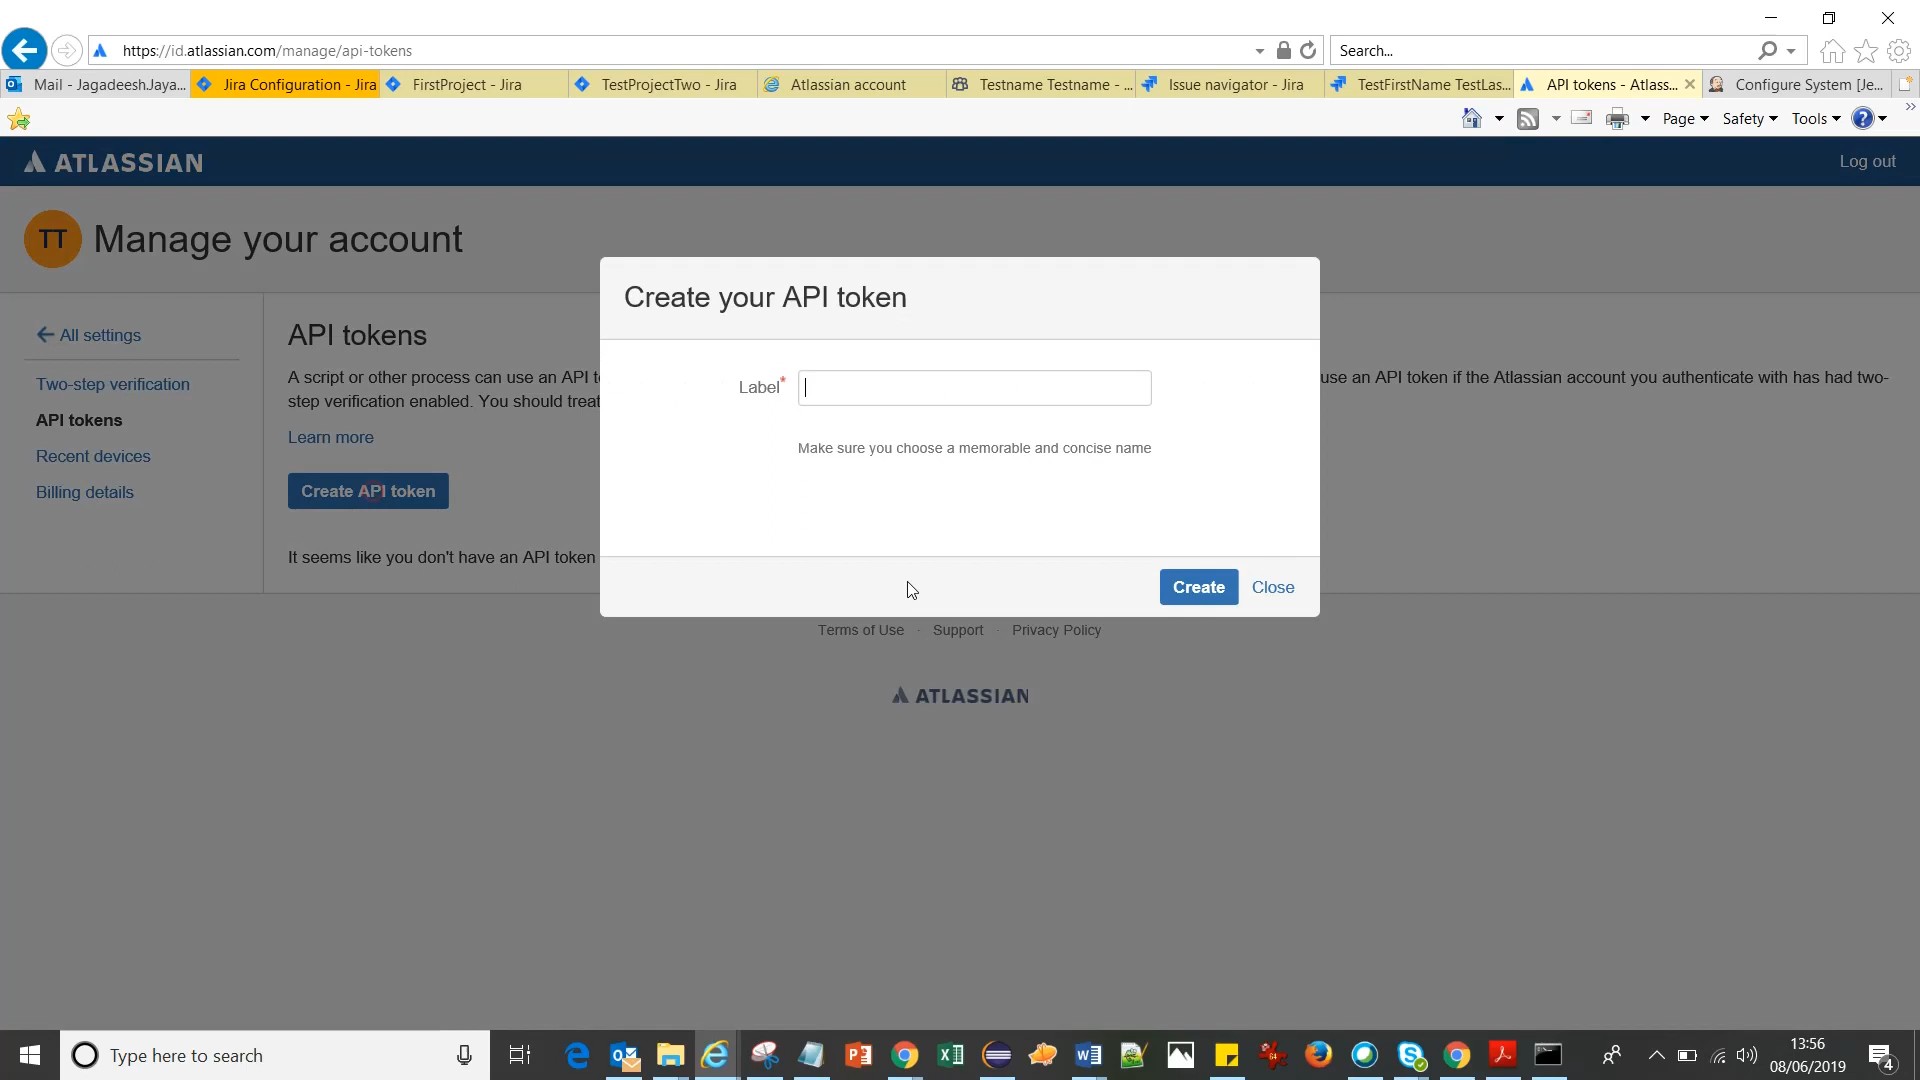 https://id.atlassian.com/manage/api-tokens
Search...
Mail - Jagadeesh.Jaya...
Jira Configuration - Jira
FirstProject - Jira
TestProjectTwo - Jira
Atlassian account
Testname Testname - ...
Issue navigator - Jira
TestFirstName TestLas...
API tokens - Atlass...
Configure System [Je...
Page
Safety
Tools
ATLASSIAN
Log out
TT
Manage your account
All settings
Two-step verification
API tokens
Recent devices
Billing details
API tokens
A script or other process can use an API t
use an API token if the Atlassian account you authenticate with has had two-
step verification enabled. You should treat
Learn more
Create API token
It seems like you don't have an API token
Create your API token
Label*
Make sure you choose a memorable and concise name
Create
Close
Terms of Use · Support · Privacy Policy
ATLASSIAN
Type here to search
13:56
08/06/2019
4